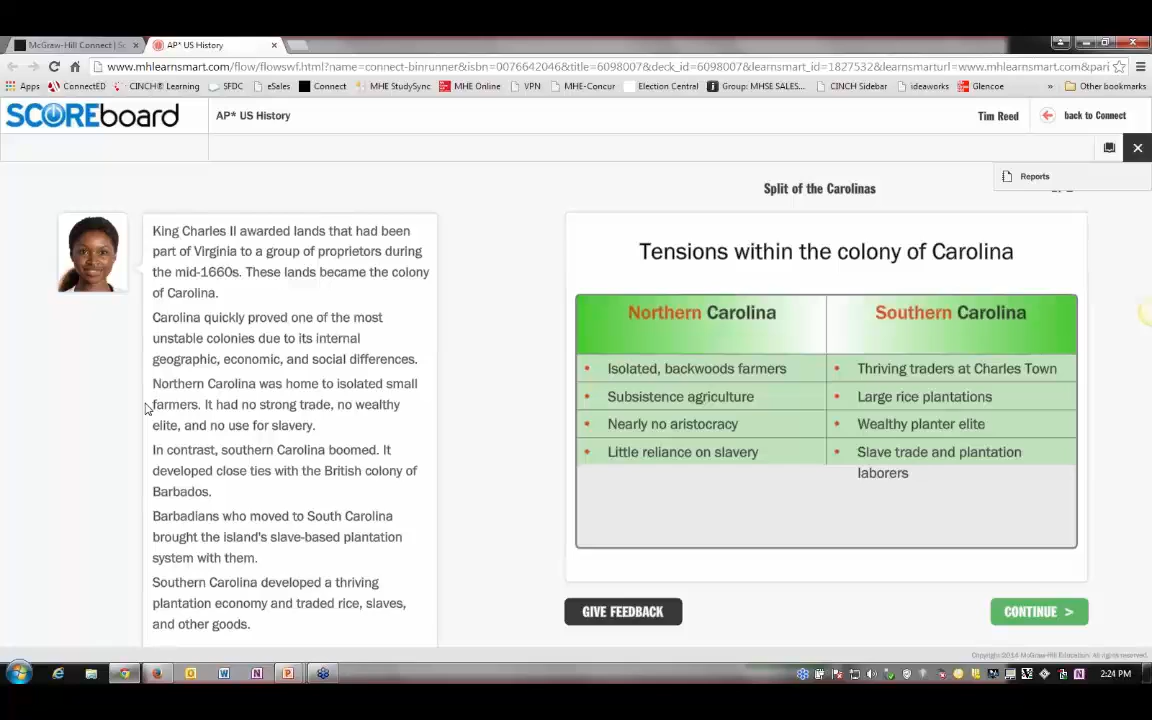 McGraw-Hill Connect | Sc
AP* US History
www.mhlearnsmart.com/flow/flowswf.html?name=connect-binrunner&isbn=0076642046&title=6098007&deck_id=6098007&learnsmart_id=1827532&learnsmarturl=www.mhlearnsmart.com&pari
Apps ConnectED CINCH® Learning SFDC eSales Connect MHE StudySync MHE Online VPN MHE-Concur Election Central Group: MHSE SALES... CINCH Sidebar ideaworks Glencoe » Other bookmarks
SCOREboard
AP* US History
Tim Reed
back to Connect
Reports
Split of the Carolinas
King Charles II awarded lands that had been
part of Virginia to a group of proprietors during
the mid-1660s. These lands became the colony
of Carolina.
Carolina quickly proved one of the most
unstable colonies due to its internal
geographic, economic, and social differences.
Northern Carolina was home to isolated small
farmers. It had no strong trade, no wealthy
elite, and no use for slavery.
In contrast, southern Carolina boomed. It
developed close ties with the British colony of
Barbados.
Barbadians who moved to South Carolina
brought the island's slave-based plantation
system with them.
Southern Carolina developed a thriving
plantation economy and traded rice, slaves,
and other goods.
Tensions within the colony of Carolina
Northern Carolina Southern Carolina
• Isolated, backwoods farmers • Thriving traders at Charles Town
• Subsistence agriculture • Large rice plantations
• Nearly no aristocracy • Wealthy planter elite
• Little reliance on slavery • Slave trade and plantation
laborers
GIVE FEEDBACK
CONTINUE >
Copyright 2014 McGraw-Hill Education. All rights reserved.
2:24 PM